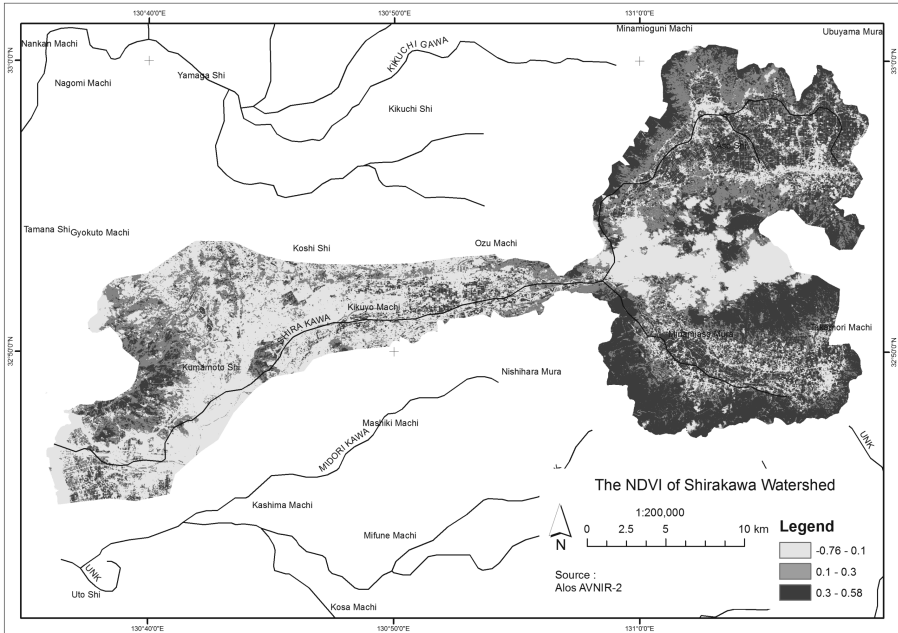 130°40'0"E
130°50'0"E
131°0'0"E
Minamioguni Machi
Ubuyama Mura
Nankan Machi
KIKUCHI GAWA
33°0'0"N
33°0'0"N
Yamaga Shi
Nagomi Machi
Kikuchi Shi
Tamana Shi
Gyokuto Machi
Koshi Shi
Ozu Machi
Kikuyo Machi
SHIRA KAWA
Takamori Machi
Minamiaso Mura
32°50'0"N
32°50'0"N
Kumamoto Shi
Nishihara Mura
Mashiki Machi
MIDORI KAWA
UNK
The NDVI of Shirakawa Watershed
Kashima Machi
1:200,000
0 2.5 5 10 km
N
Legend
Mifune Machi
-0.76 - 0.1
0.1 - 0.3
0.3 - 0.58
Source :
Alos AVNIR-2
UNK
Uto Shi
Kosa Machi
130°40'0"E
130°50'0"E
131°0'0"E